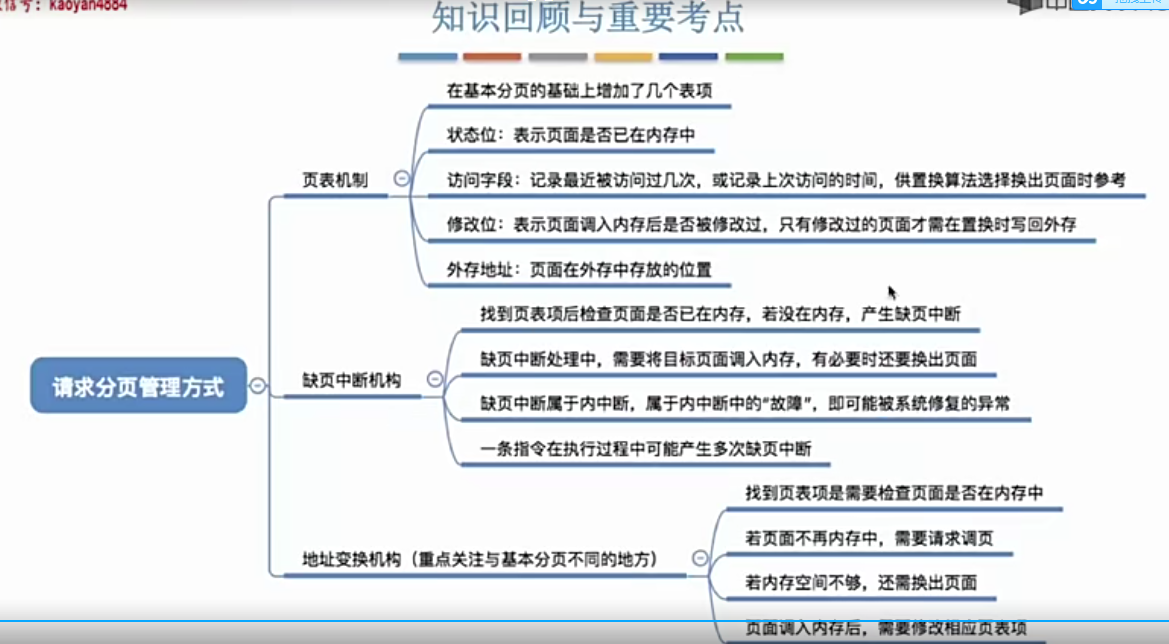 信号：kaoyan4884
知识回顾与重要考点
在基本分页的基础上增加了几个表项
状态位：表示页面是否已在内存中
页表机制
访问字段：记录最近被访问过几次，或记录上次访问的时间，供置换算法选择换出页面时参考
修改位：表示页面调入内存后是否被修改过，只有修改过的页面才需在置换时写回外存
外存地址：页面在外存中存放的位置
请求分页管理方式
找到页表项后检查页面是否已在内存，若没在内存，产生缺页中断
缺页中断处理中，需要将目标页面调入内存，有必要时还要换出页面
缺页中断机构
缺页中断属于内中断，属于内中断中的“故障”，即可能被系统修复的异常
一条指令在执行过程中可能产生多次缺页中断
找到页表项是需要检查页面是否在内存中
若页面不再内存中，需要请求调页
地址变换机构（重点关注与基本分页不同的地方）
若内存空间不够，还需换出页面
页面调入内存后，需要修改相应页表项